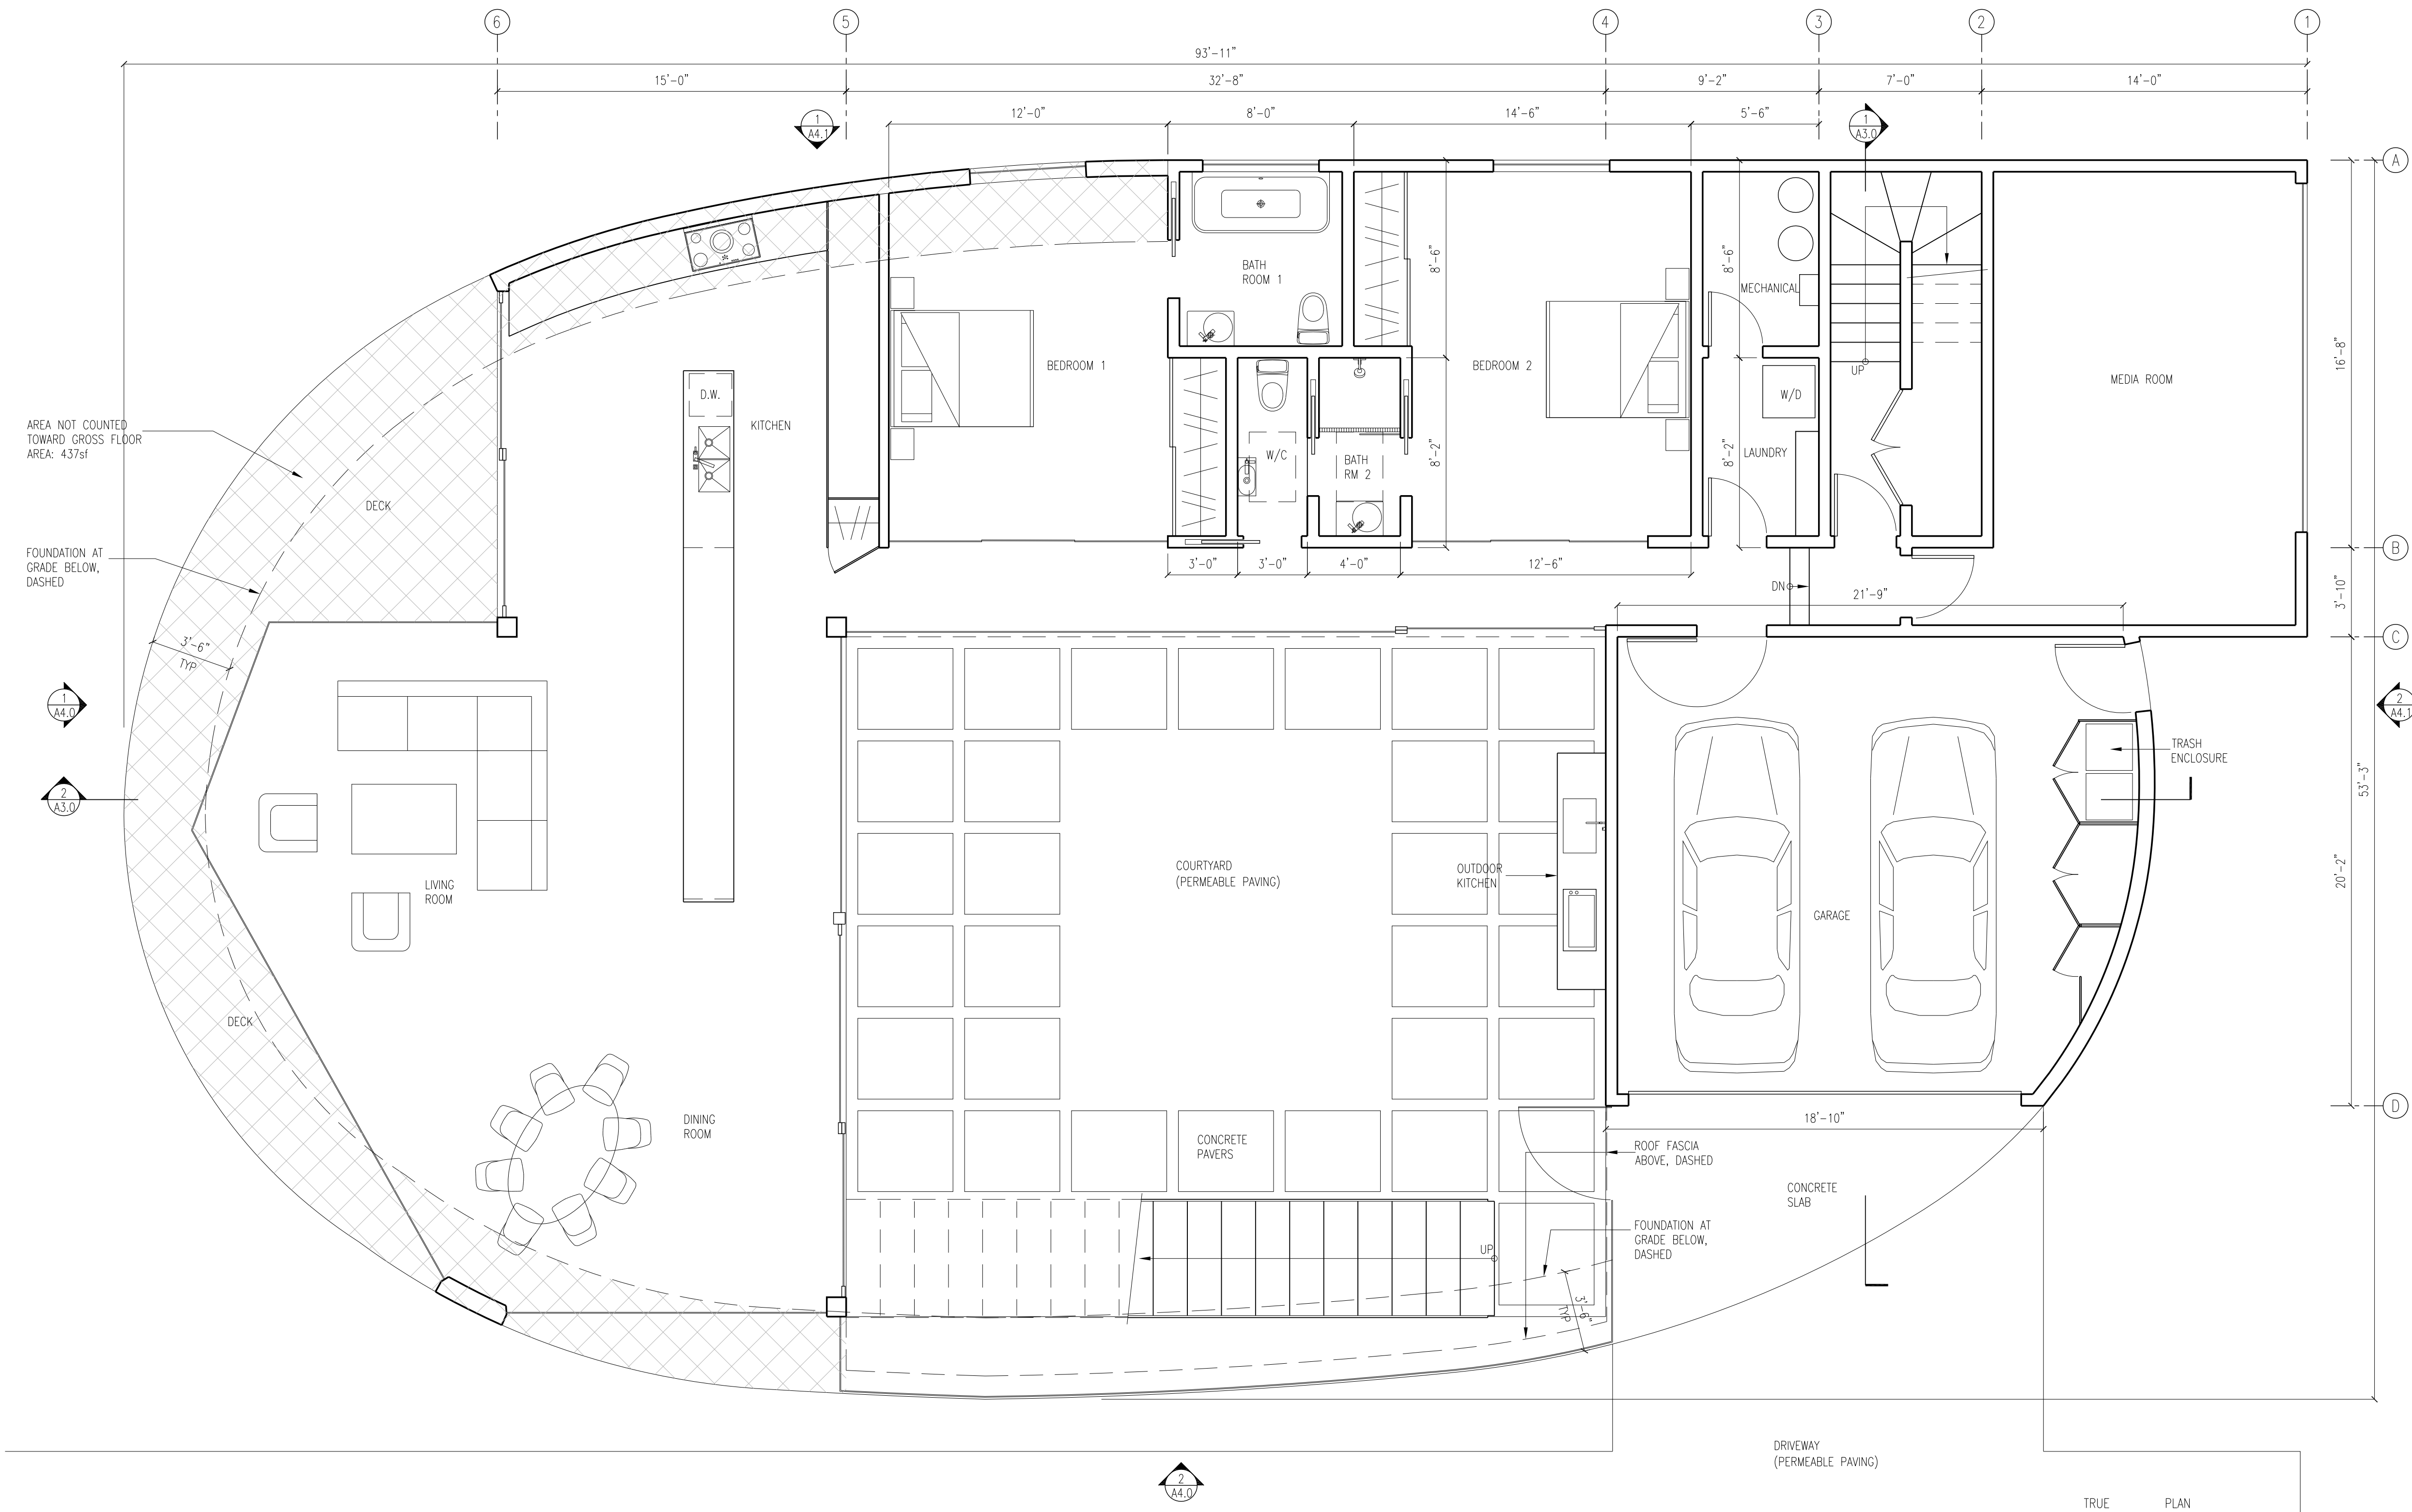 6
5
4
3
2
1
93'-11"
15'-0"
32'-8"
9'-2"
7'-0"
14'-0"
1
A4.1
12'-0"
8'-0"
14'-6"
5'-6"
1
A3.0
A
BATH
ROOM 1
8'-6"
8'-6"
MECHANICAL
BEDROOM 1
BEDROOM 2
UP
MEDIA ROOM
16'-8"
D.W.
W/D
KITCHEN
AREA NOT COUNTED
TOWARD GROSS FLOOR
AREA: 437sf
W/C
BATH
RM 2
8'-2"
LAUNDRY
8'-2"
DECK
FOUNDATION AT
GRADE BELOW,
DASHED
B
3'-0"
3'-0"
4'-0"
12'-6"
DN
21'-9"
3'-10"
C
3'-6"
TYP
1
A4.0
2
A4.1
TRASH
ENCLOSURE
53'-3"
2
A3.0
COURTYARD
(PERMEABLE PAVING)
OUTDOOR
KITCHEN
20'-2"
LIVING
ROOM
GARAGE
DECK
D
DINING
ROOM
18'-10"
CONCRETE
PAVERS
ROOF FASCIA
ABOVE, DASHED
CONCRETE
SLAB
FOUNDATION AT
GRADE BELOW,
DASHED
UP
3'-6"
TYP
DRIVEWAY
(PERMEABLE PAVING)
2
A4.0
TRUE
PLAN